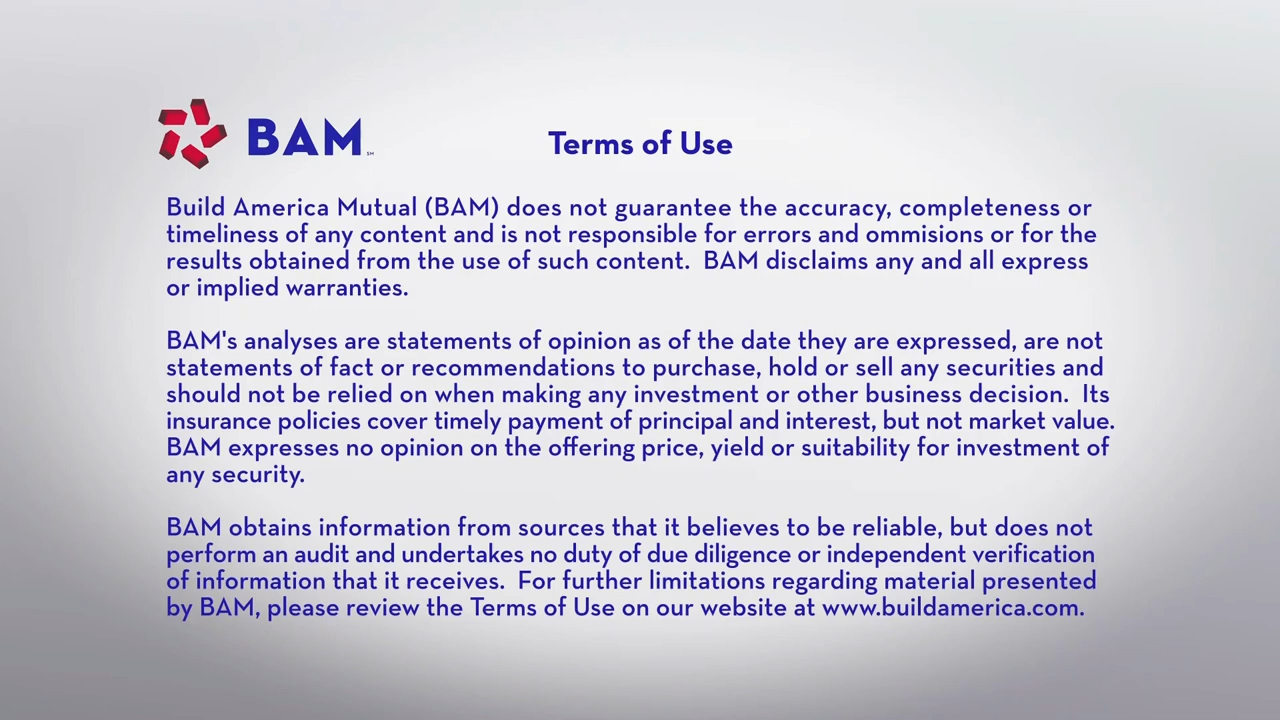 BAM SM
Terms of Use
Build America Mutual (BAM) does not guarantee the accuracy, completeness or
timeliness of any content and is not responsible for errors and ommisions or for the
results obtained from the use of such content.  BAM disclaims any and all express
or implied warranties.
BAM's analyses are statements of opinion as of the date they are expressed, are not
statements of fact or recommendations to purchase, hold or sell any securities and
should not be relied on when making any investment or other business decision.  Its
insurance policies cover timely payment of principal and interest, but not market value.
BAM expresses no opinion on the offering price, yield or suitability for investment of
any security.
BAM obtains information from sources that it believes to be reliable, but does not
perform an audit and undertakes no duty of due diligence or independent verification
of information that it receives.  For further limitations regarding material presented
by BAM, please review the Terms of Use on our website at www.buildamerica.com.